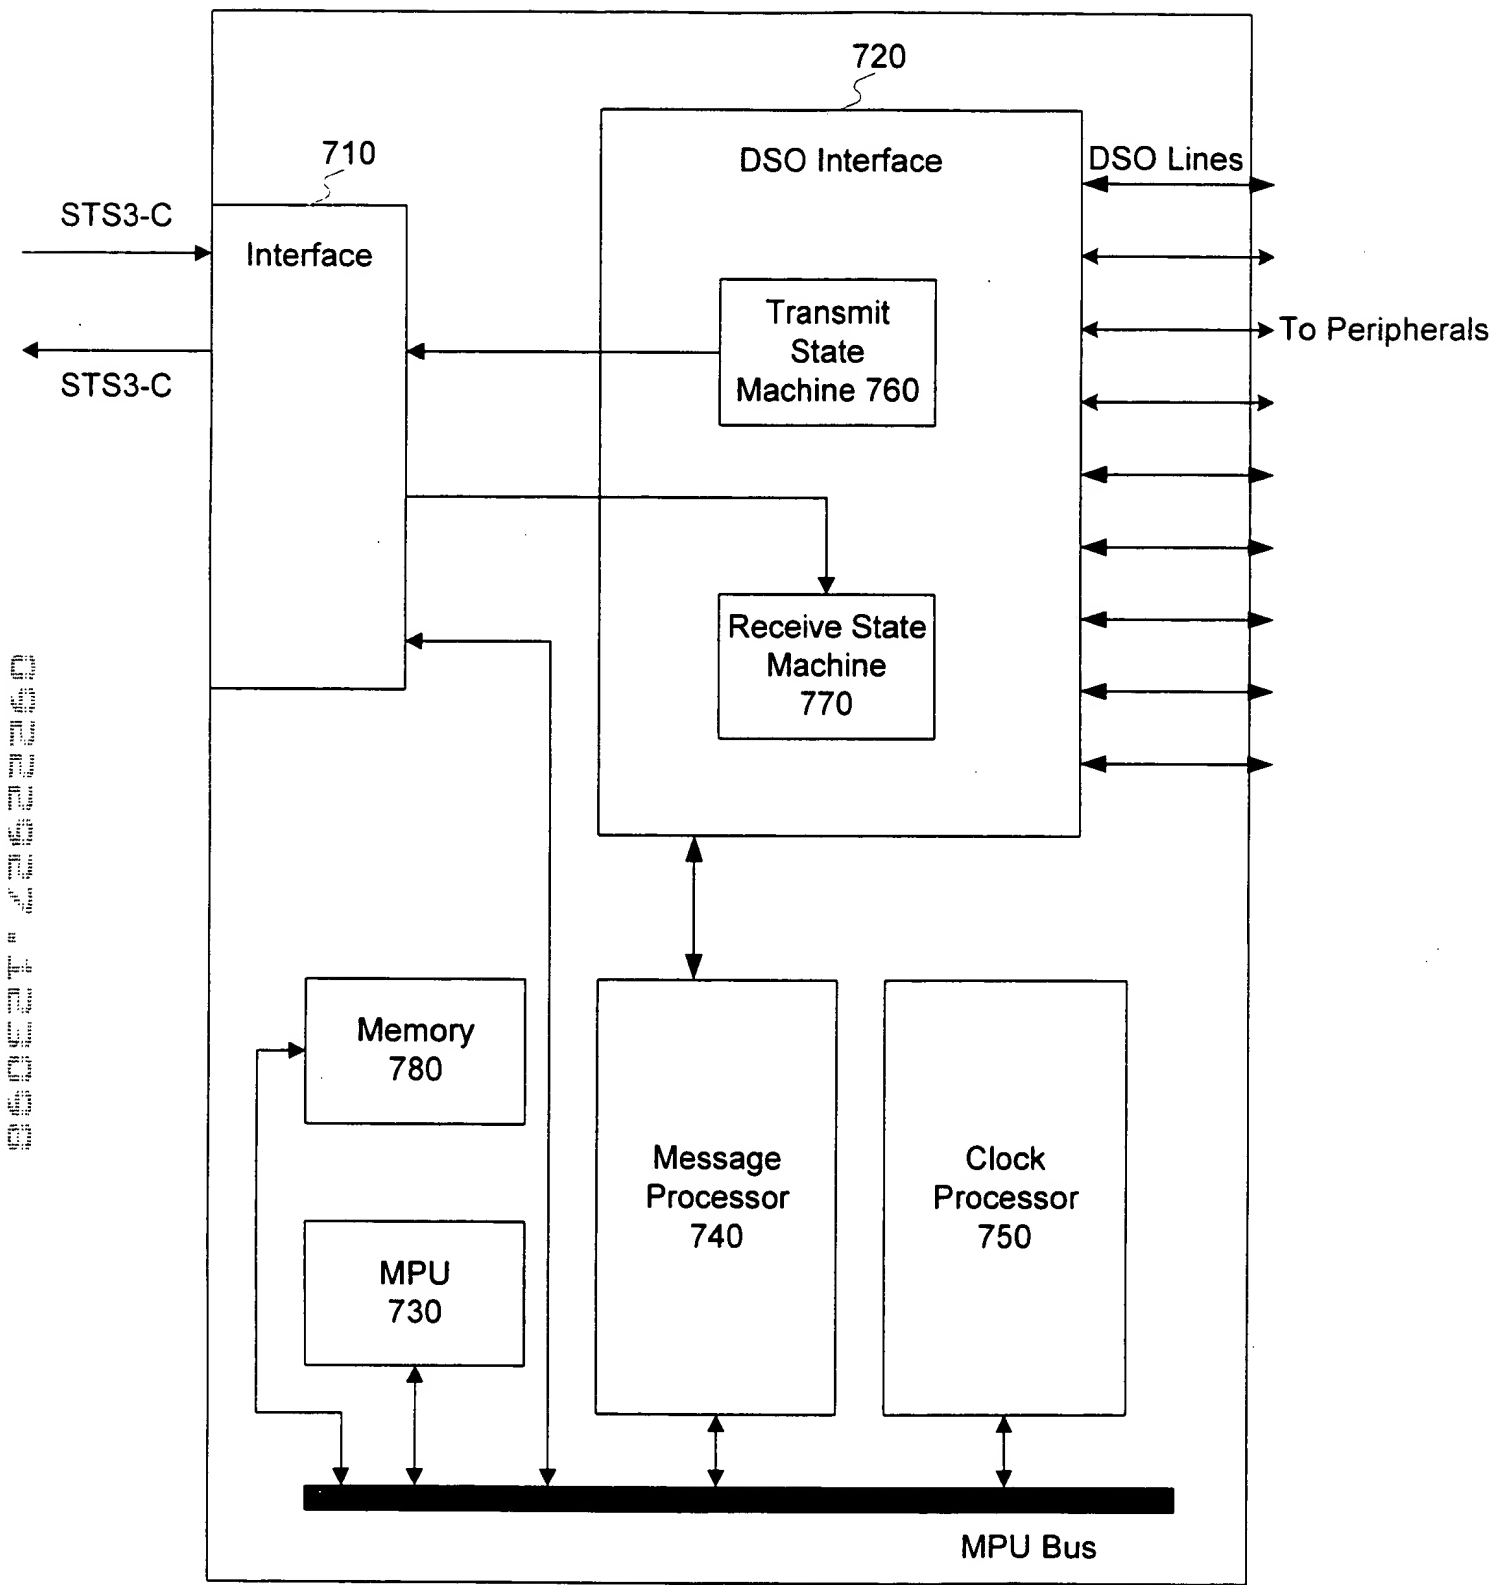 720
DSO Interface
DSO Lines
710
STS3-C
Interface
STS3-C
Transmit
State
Machine 760
To Peripherals
Receive State
Machine
770
Memory
780
Message
Processor
740
Clock
Processor
750
MPU
730
MPU Bus